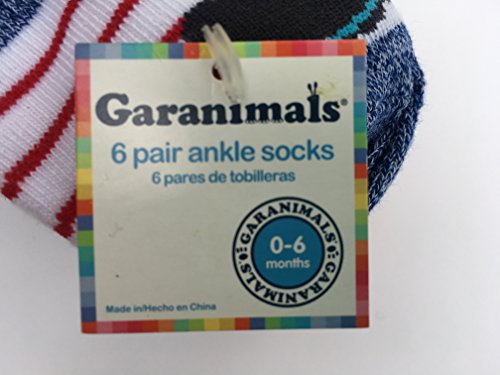 Garanimals®
6 pair ankle socks
6 pares de tobilleras
GARANIMALS
0-6
months
GARANIMALS
Made in/Hecho en China